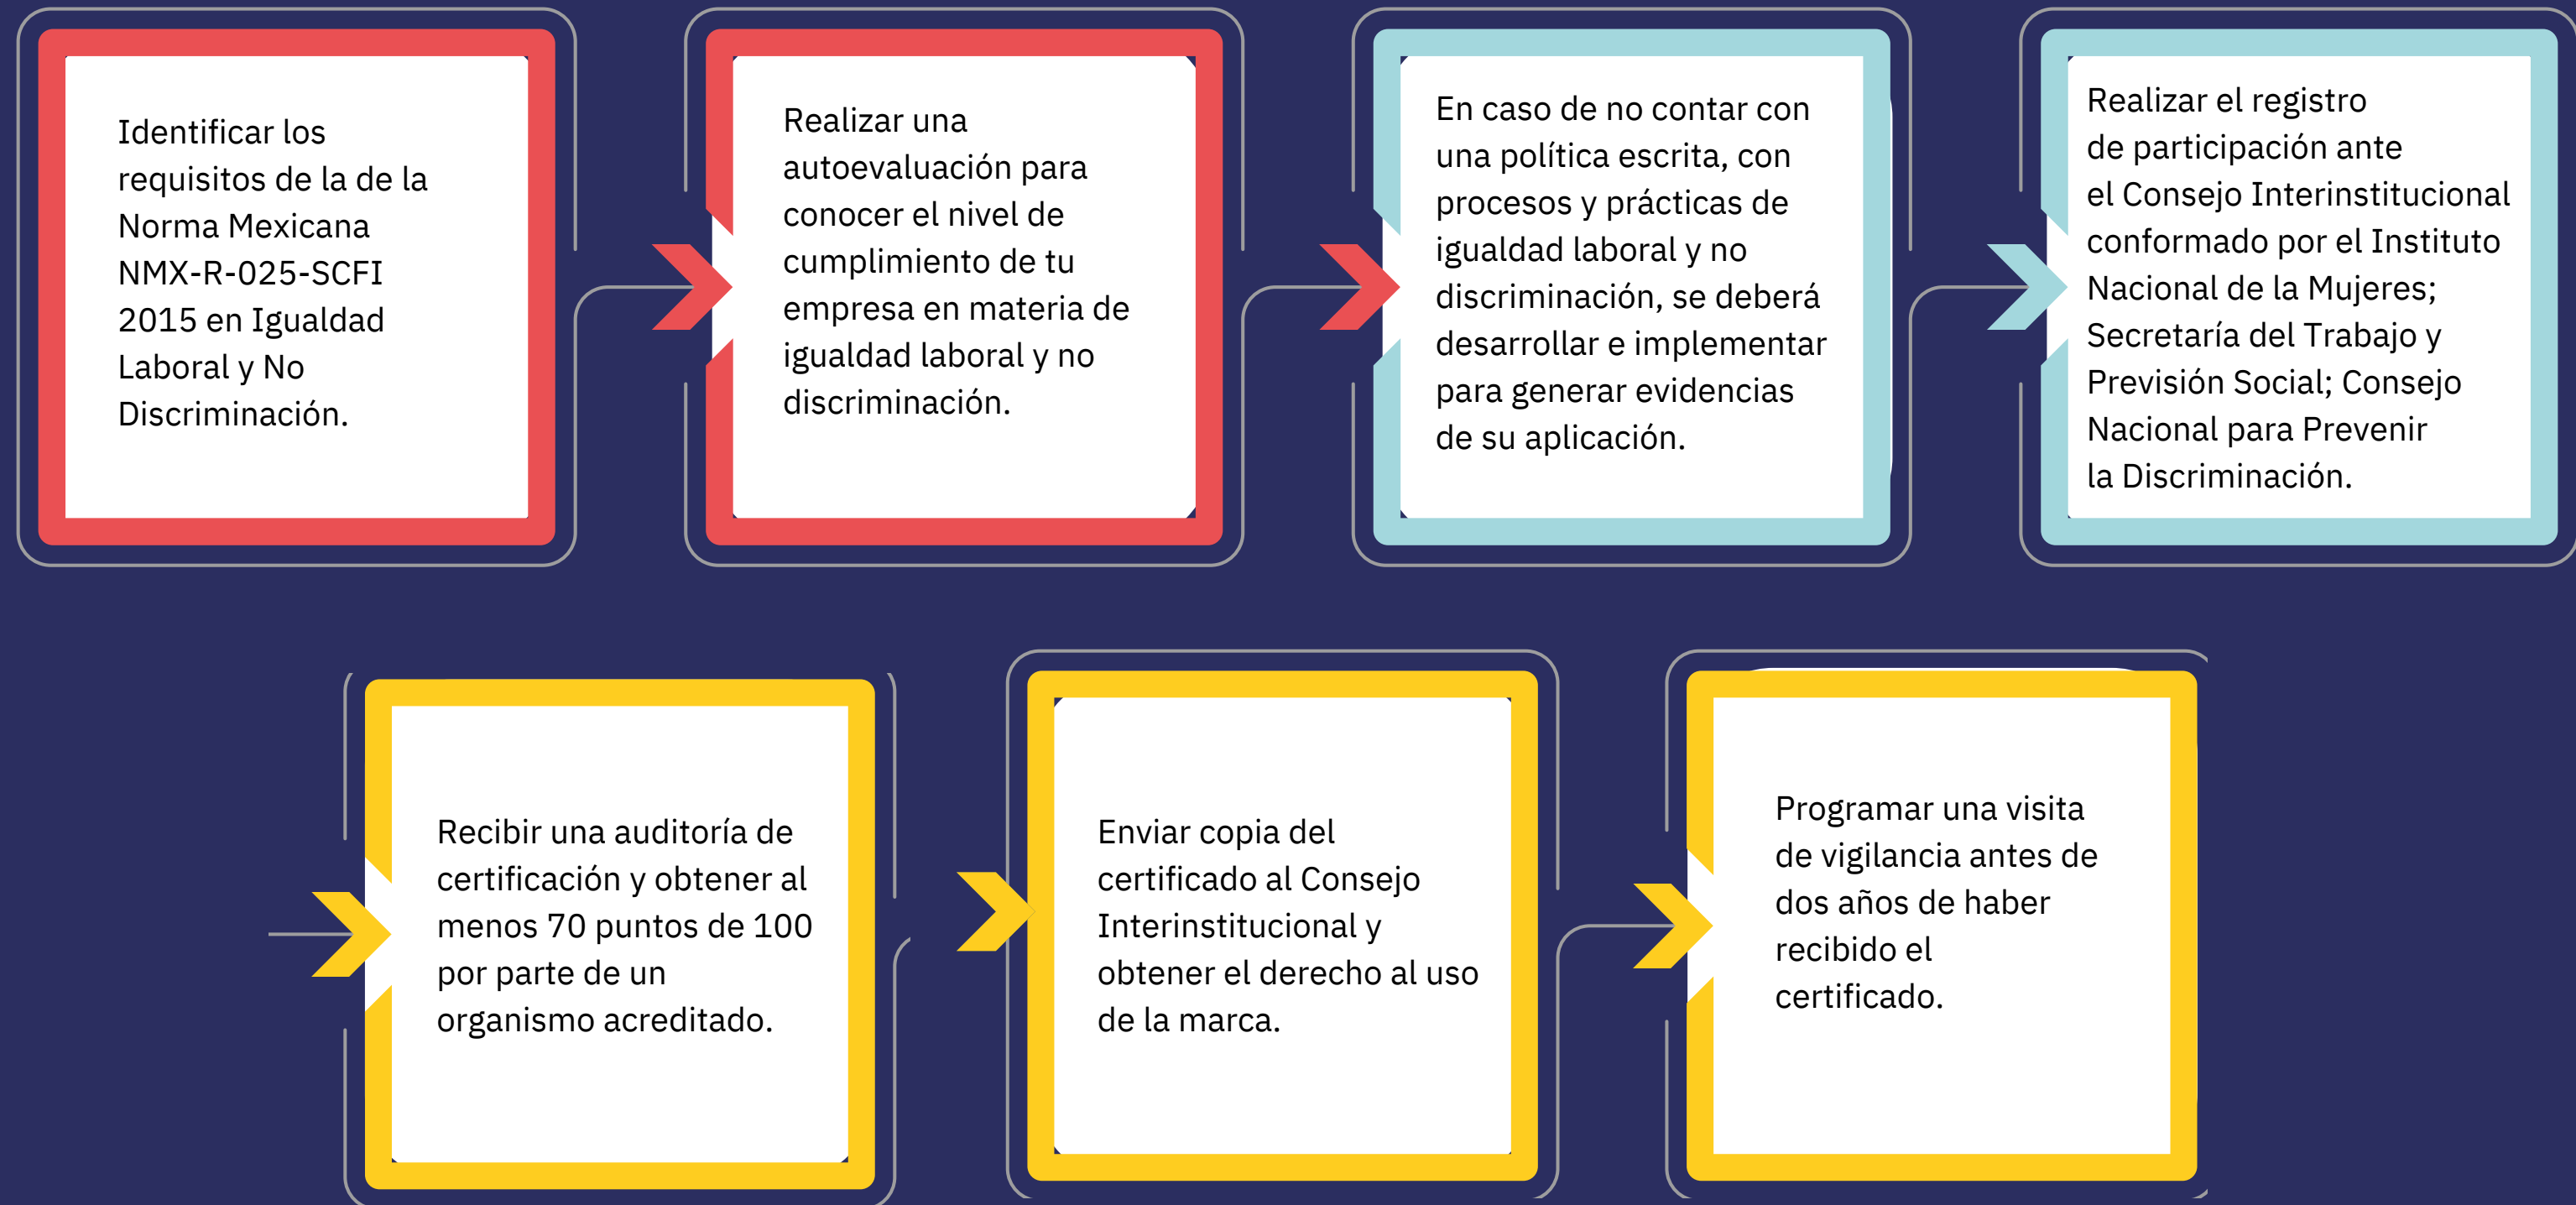 Identificar los
requisitos de la de la
Norma Mexicana
NMX-R-025-SCFI
2015 en Igualdad
Laboral y No
Discriminación.
Realizar una
autoevaluación para
conocer el nivel de
cumplimiento de tu
empresa en materia de
igualdad laboral y no
discriminación.
En caso de no contar con
una política escrita, con
procesos y prácticas de
igualdad laboral y no
discriminación, se deberá
desarrollar e implementar
para generar evidencias
de su aplicación.
Realizar el registro
de participación ante
el Consejo Interinstitucional
conformado por el Instituto
Nacional de la Mujeres;
Secretaría del Trabajo y
Previsión Social; Consejo
Nacional para Prevenir
la Discriminación.
Recibir una auditoría de
certificación y obtener al
menos 70 puntos de 100
por parte de un
organismo acreditado.
Enviar copia del
certificado al Consejo
Interinstitucional y
obtener el derecho al uso
de la marca.
Programar una visita
de vigilancia antes de
dos años de haber
recibido el
certificado.